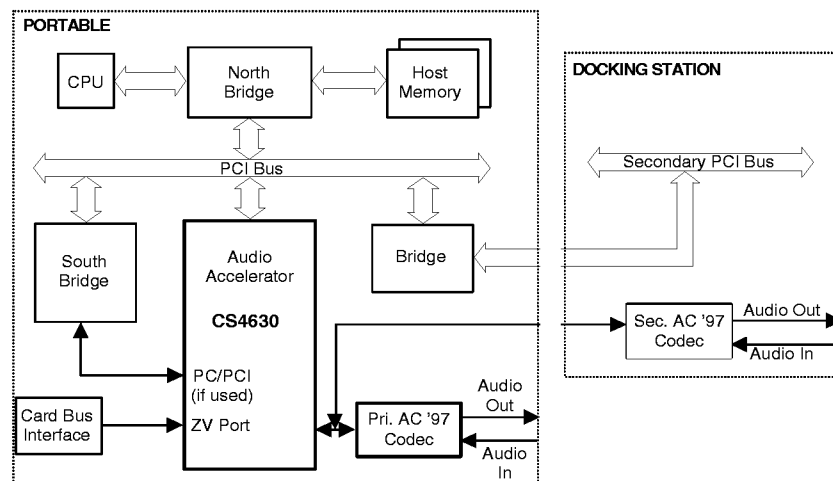 PORTABLE
CPU
North
Bridge
Host
Memory
DOCKING STATION
PCI Bus
Secondary PCI Bus
South
Bridge
Audio
Accelerator
CS4630
Bridge
PC/PCI
(if used)
ZV Port
Card Bus
Interface
Pri. AC '97
Codec
Audio
Out
Audio
In
Sec. AC '97
Codec
Audio Out
Audio In